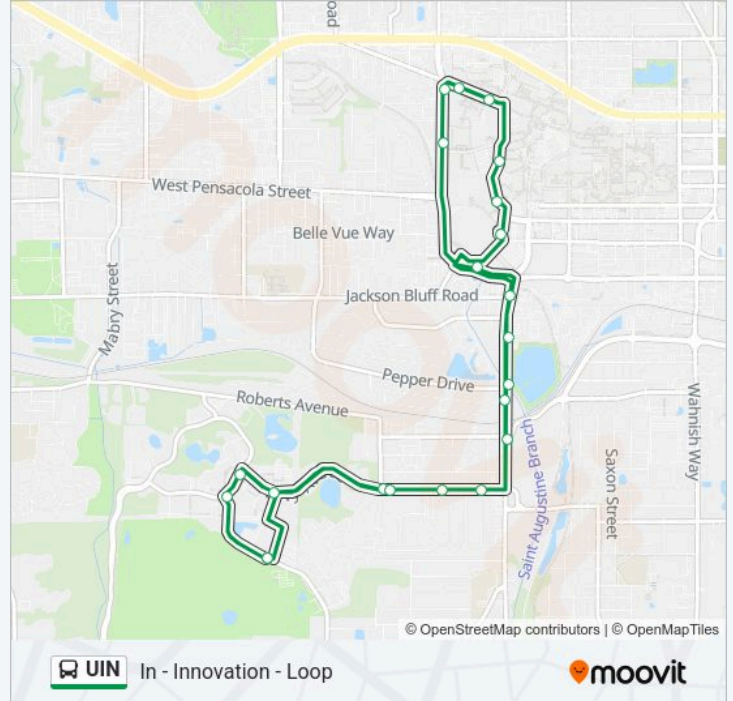 oad
West Pensacola Street
Belle Vue Way
Mabry Street
Jackson Bluff Road
Pepper Drive
Roberts Avenue
Wahnish Way
Saint Augustine Branch
Saxon Street
© OpenStreetMap contributors | © OpenMapTiles
UIN In - Innovation - Loop
moovit